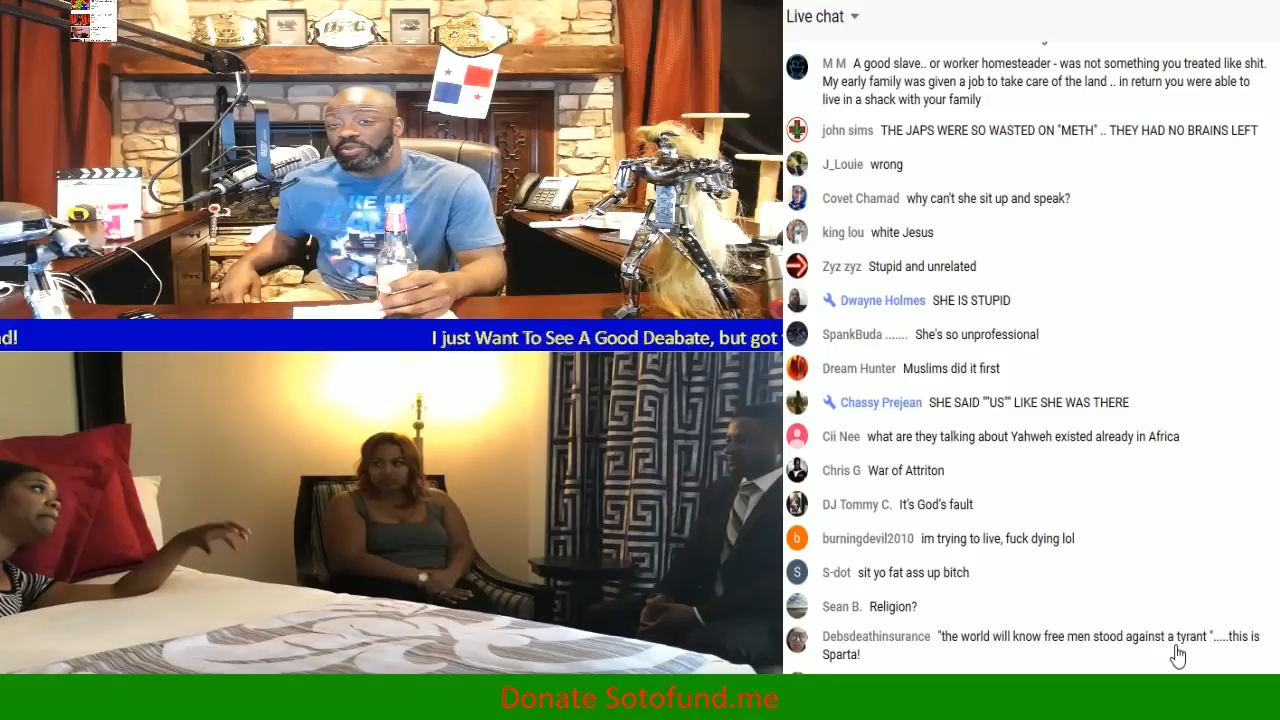 Live chat
M M A good slave.. or worker homesteader - was not something you treated like shit.
My early family was given a job to take care of the land .. in return you were able to
live in a shack with your family
john sims THE JAPS WERE SO WASTED ON "METH" .. THEY HAD NO BRAINS LEFT
J_Louie wrong
Covet Chamad why can't she sit up and speak?
king lou white Jesus
Zyz zyz Stupid and unrelated
Dwayne Holmes SHE IS STUPID
SpankBuda ....... She's so unprofessional
Dream Hunter Muslims did it first
Chassy Prejean SHE SAID ""US"" LIKE SHE WAS THERE
Cii Nee what are they talking about Yahweh existed already in Africa
Chris G War of Attriton
DJ Tommy C. It's God's fault
b burningdevil2010 im trying to live, fuck dying lol
S S-dot sit yo fat ass up bitch
Sean B. Religion?
Debsdeathinsurance "the world will know free men stood against a tyrant ".....this is
Sparta!
UFC
d! I just Want To See A Good Deabate, but got
Donate Sotofund.me